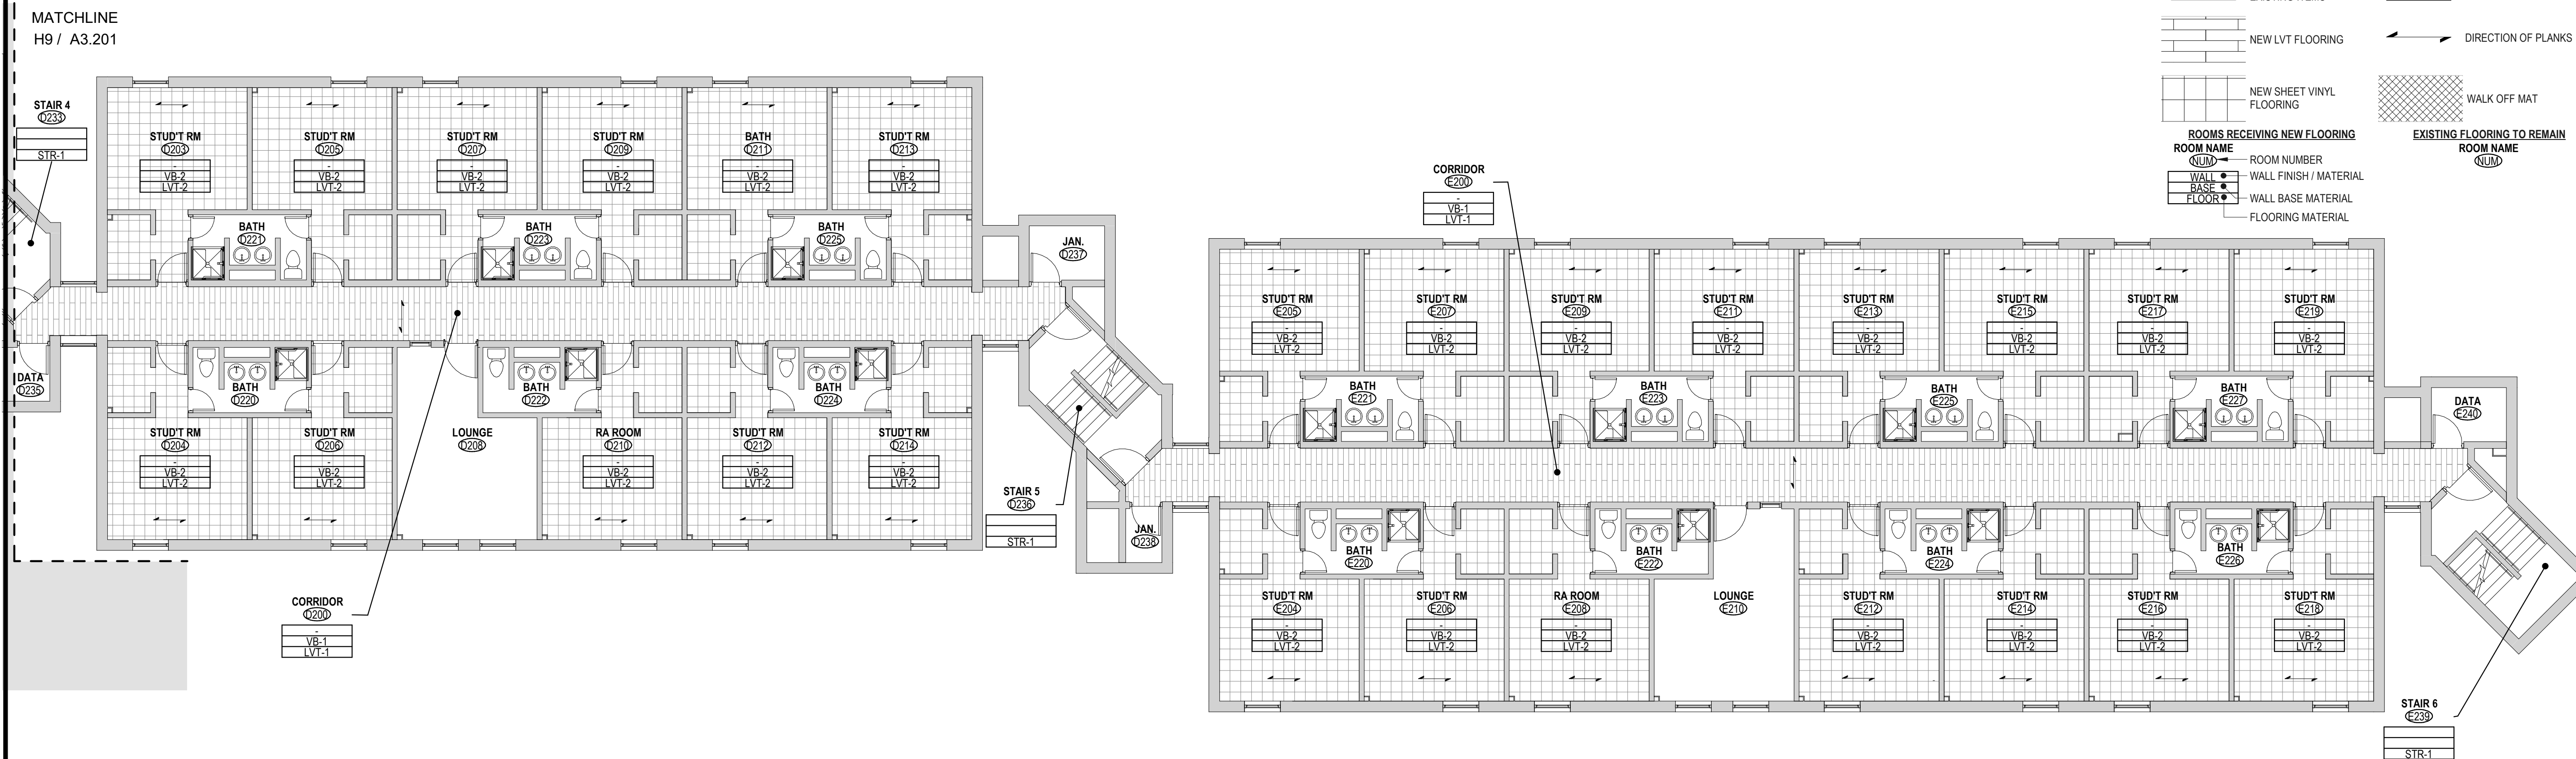 MATCHLINE
H9 / A3.201
NEW LVT FLOORING
DIRECTION OF PLANKS
NEW SHEET VINYL
FLOORING
WALK OFF MAT
ROOMS RECEIVING NEW FLOORING
ROOM NAME
NUM
ROOM NUMBER
WALL
WALL FINISH / MATERIAL
BASE
WALL BASE MATERIAL
FLOOR
FLOORING MATERIAL
EXISTING FLOORING TO REMAIN
ROOM NAME
NUM
STAIR 4
D233
STR-1
STUD'T RM
D203
-
VB-2
LVT-2
STUD'T RM
D205
-
VB-2
LVT-2
STUD'T RM
D207
-
VB-2
LVT-2
STUD'T RM
D209
-
VB-2
LVT-2
BATH
D211
-
VB-2
LVT-2
STUD'T RM
D213
-
VB-2
LVT-2
BATH
D221
BATH
D223
BATH
D225
JAN.
D237
DATA
D235
BATH
D220
BATH
D222
BATH
D224
STUD'T RM
D204
-
VB-2
LVT-2
STUD'T RM
D206
-
VB-2
LVT-2
LOUNGE
D208
RA ROOM
D210
-
VB-2
LVT-2
STUD'T RM
D212
-
VB-2
LVT-2
STUD'T RM
D214
-
VB-2
LVT-2
STAIR 5
D236
STR-1
JAN.
D238
CORRIDOR
D200
-
VB-1
LVT-1
CORRIDOR
E200
-
VB-1
LVT-1
STUD'T RM
E205
-
VB-2
LVT-2
STUD'T RM
E207
-
VB-2
LVT-2
STUD'T RM
E209
-
VB-2
LVT-2
STUD'T RM
E211
-
VB-2
LVT-2
STUD'T RM
E213
-
VB-2
LVT-2
STUD'T RM
E215
-
VB-2
LVT-2
STUD'T RM
E217
-
VB-2
LVT-2
STUD'T RM
E219
-
VB-2
LVT-2
BATH
E221
BATH
E223
BATH
E225
BATH
E227
DATA
E240
BATH
E220
BATH
E222
BATH
E224
BATH
E226
STUD'T RM
E204
-
VB-2
LVT-2
STUD'T RM
E206
-
VB-2
LVT-2
RA ROOM
E208
-
VB-2
LVT-2
LOUNGE
E210
STUD'T RM
E212
-
VB-2
LVT-2
STUD'T RM
E214
-
VB-2
LVT-2
STUD'T RM
E216
-
VB-2
LVT-2
STUD'T RM
E218
-
VB-2
LVT-2
STAIR 6
E239
STR-1